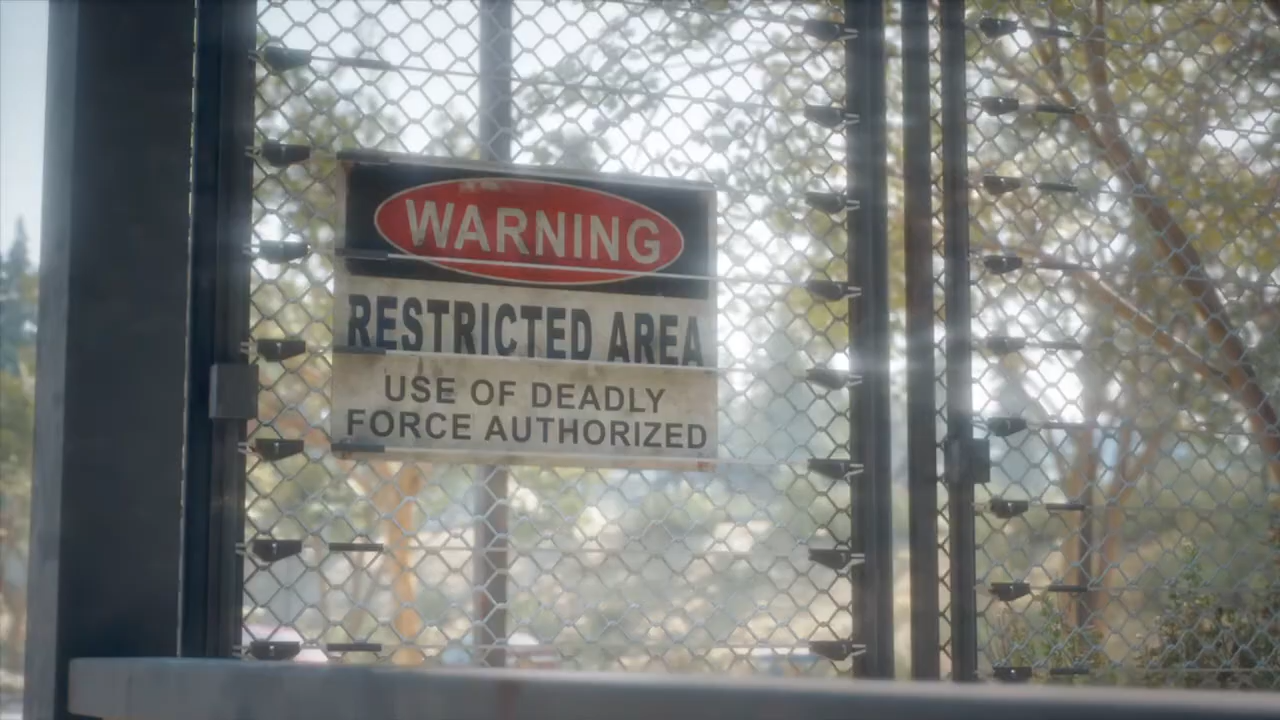 WARNING
RESTRICTED AREA
USE OF DEADLY
FORCE AUTHORIZED